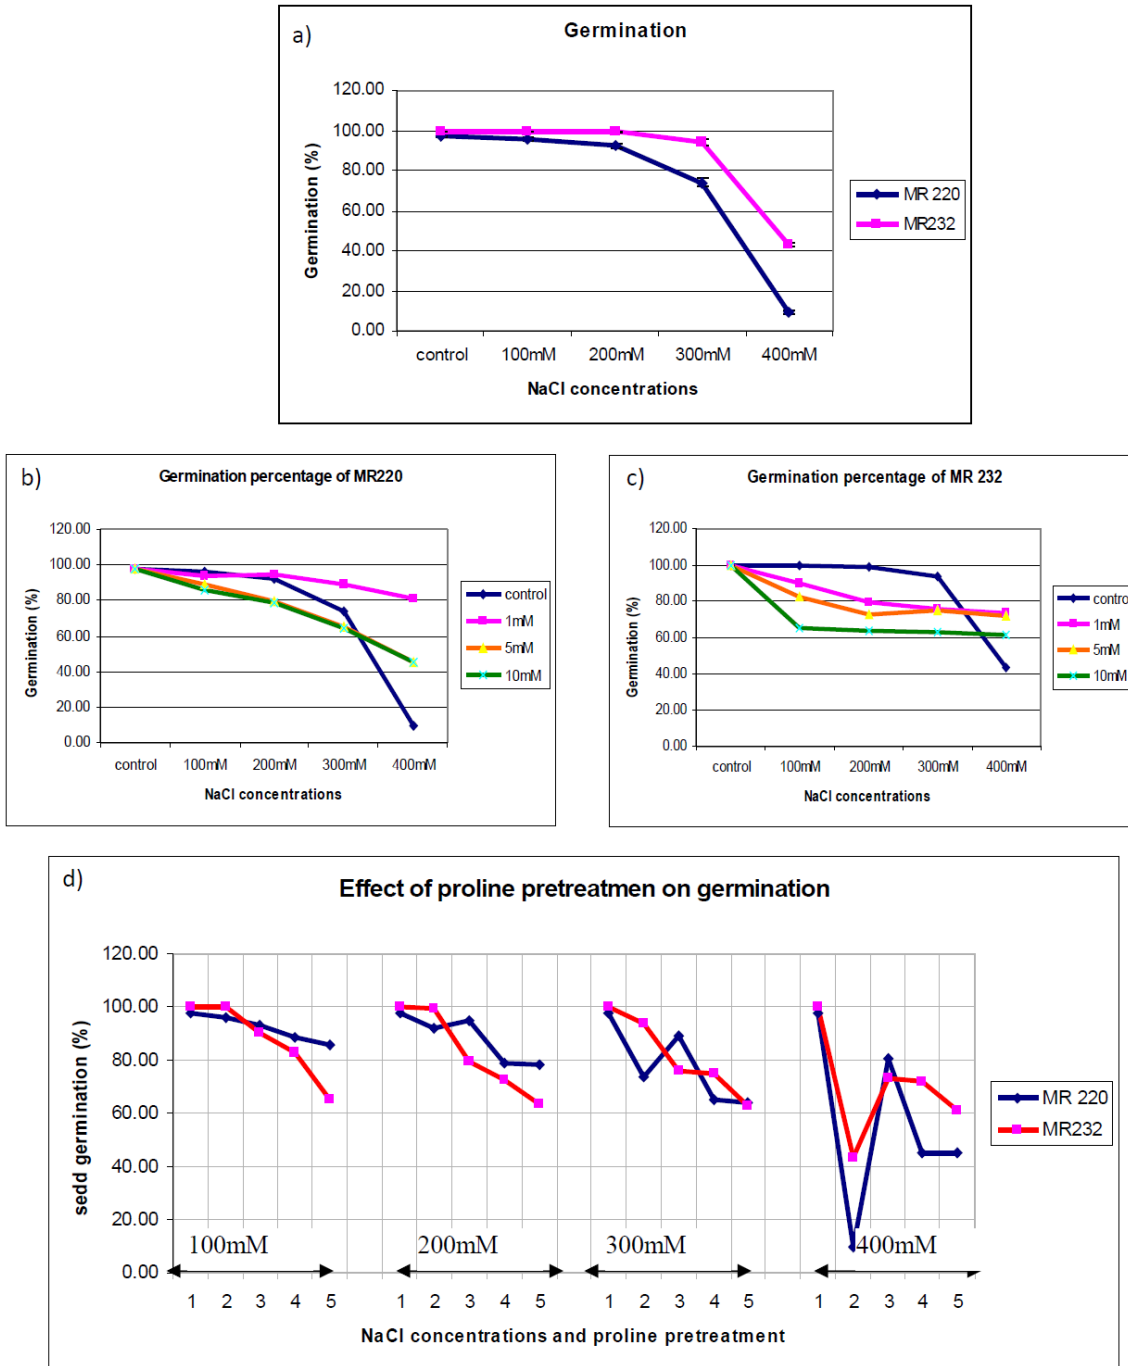 a)
Germination
120.00
100.00
80.00
60.00
40.00
20.00
0.00
Germination (%)
control 100mM 200mM 300mM 400mM
NaCl concentrations
MR 220
MR232
b)
Germination percentage of MR220
120.00
100.00
80.00
60.00
40.00
20.00
0.00
Germination (%)
control 100mM 200mM 300mM 400mM
NaCl concentrations
control
1mM
5mM
10mM
c)
Germination percentage of MR 232
120.00
100.00
80.00
60.00
40.00
20.00
0.00
Germination (%)
control 100mM 200mM 300mM 400mM
NaCl concentrations
control
1mM
5mM
10mM
d)
Effect of proline pretreatmen on germination
120.00
100.00
80.00
60.00
40.00
20.00
0.00
sedd germination (%)
100mM 200mM 300mM 400mM
1 2 3 4 5 1 2 3 4 5 1 2 3 4 5 1 2 3 4 5
NaCl concentrations and proline pretreatment
MR 220
MR232